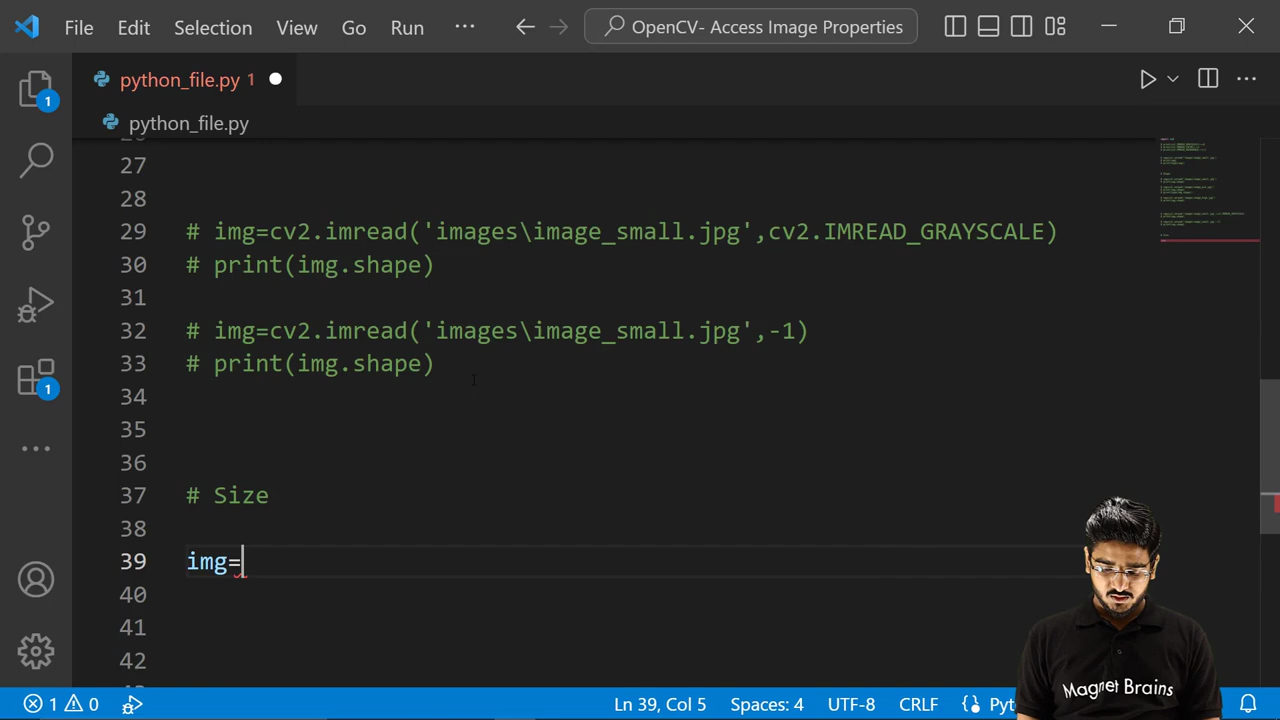 File Edit Selection View Go Run ··· OpenCV- Access Image Properties
python_file.py 1
python_file.py
27
28
29 # img=cv2.imread('images\image_small.jpg',cv2.IMREAD_GRAYSCALE)
30 # print(img.shape)
31
32 # img=cv2.imread('images\image_small.jpg',-1)
33 # print(img.shape)
34
35
36
37 # Size
38
39 img=
40
41
42
1
1
Magnet Brains
1 0 Ln 39, Col 5 Spaces: 4 UTF-8 CRLF